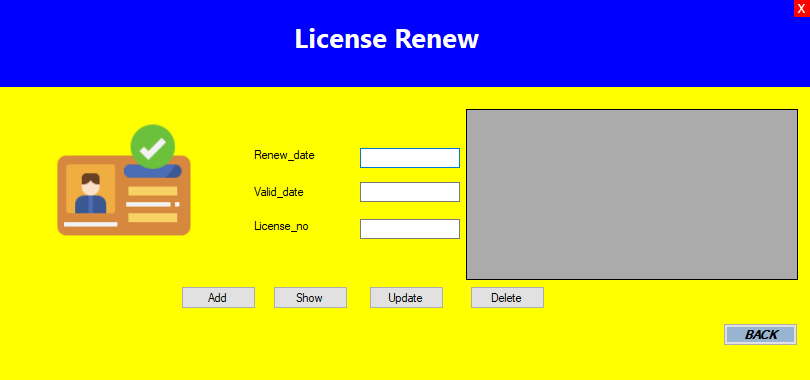 X
License Renew
Renew_date
Valid_date
License_no
Add Show Update Delete
BACK